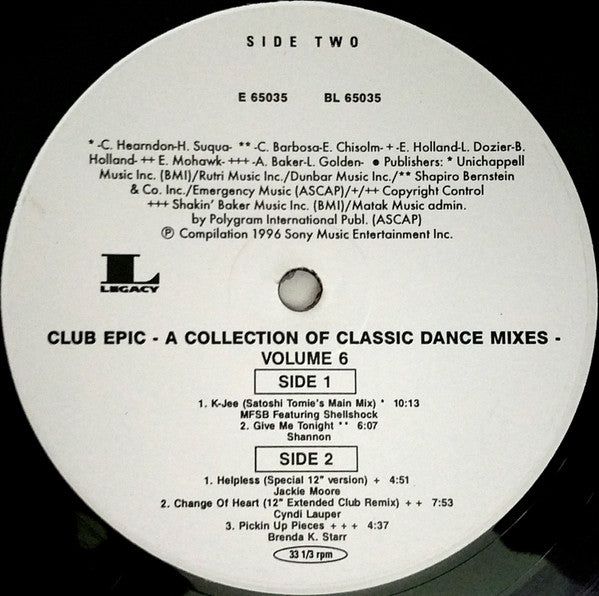 SIDE TWO
E 65035 BL 65035
* -C. Hearndon-H. Suqua- ** -C. Barbosa-E. Chisolm- + -E. Holland-L. Dozier-B.
Holland- ++ E. Mohawk- +++ -A. Baker-L. Golden- ● Publishers: * Unichappell
Music Inc. (BMI)/Rutri Music Inc./Dunbar Music Inc./** Shapiro Bernstein
& Co. Inc./Emergency Music (ASCAP)/+/++ Copyright Control
+++ Shakin' Baker Music Inc. (BMI)/Matak Music admin.
by Polygram International Publ. (ASCAP)
℗ Compilation 1996 Sony Music Entertainment Inc.
L
LEGACY
CLUB EPIC - A COLLECTION OF CLASSIC DANCE MIXES -
VOLUME 6
SIDE 1
1. K-Jee (Satoshi Tomie's Main Mix) * 10:13
MFSB Featuring Shellshock
2. Give Me Tonight ** 6:07
Shannon
SIDE 2
1. Helpless (Special 12" version) + 4:51
Jackie Moore
2. Change Of Heart (12" Extended Club Remix) + + 7:53
Cyndi Lauper
3. Pickin Up Pieces + + + 4:37
Brenda K. Starr
33 1/3 rpm